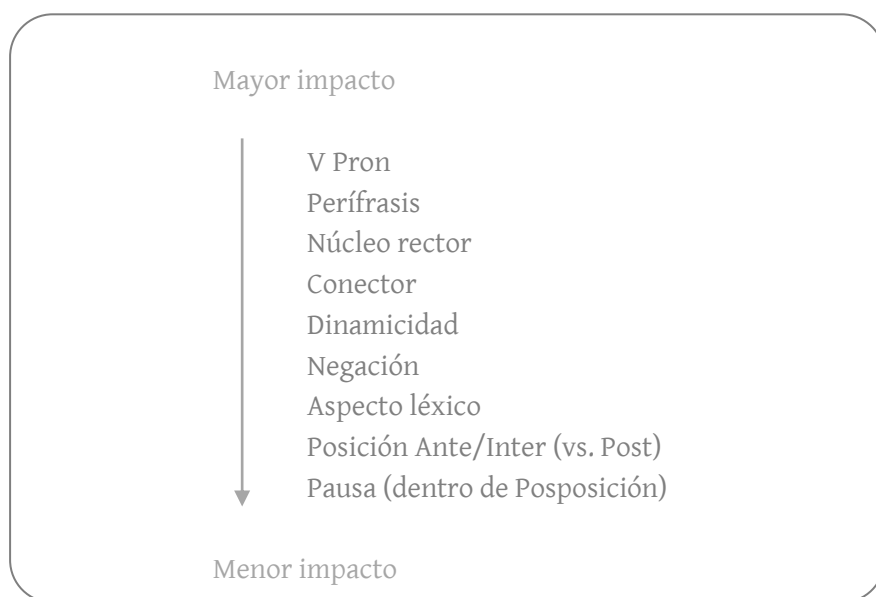 Mayor impacto
V Pron
Perífrasis
Núcleo rector
Conector
Dinamicidad
Negación
Aspecto léxico
Posición Ante/Inter (vs. Post)
Pausa (dentro de Posposición)
Menor impacto